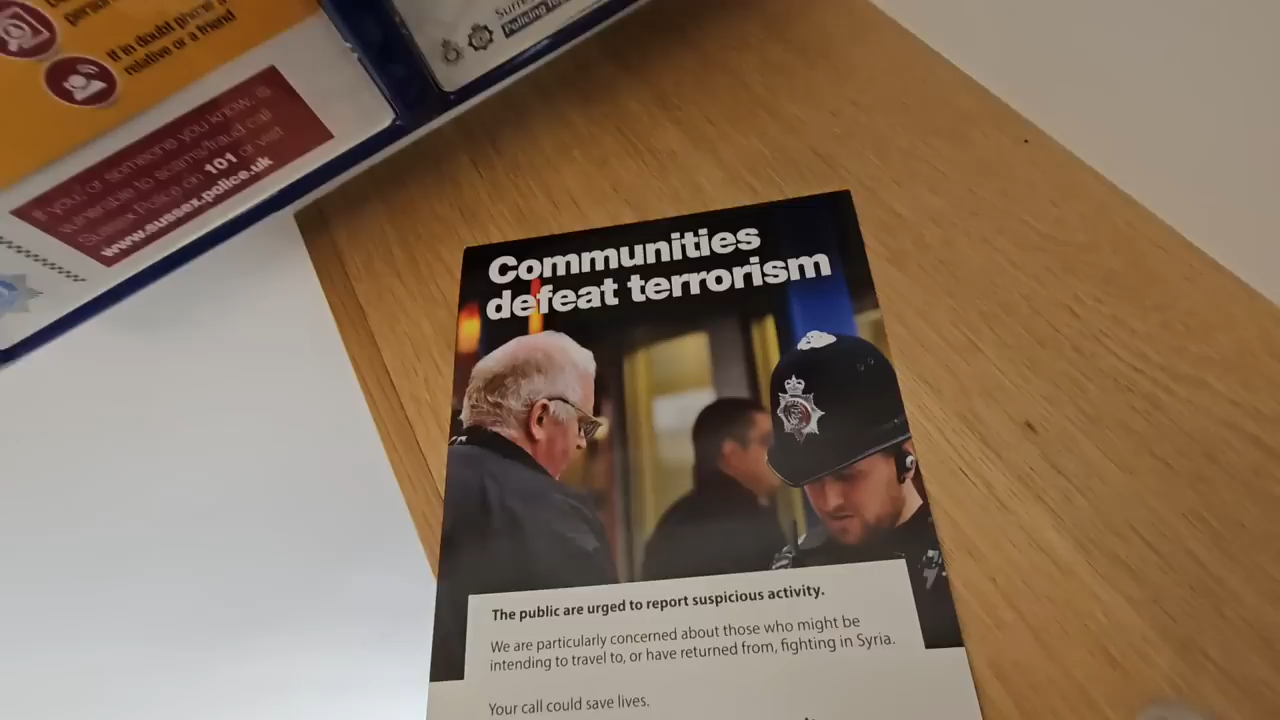 If in doubt phone a
relative or a friend
If you, or someone you know, is
vulnerable to scams/fraud call
Sussex Police on 101 or visit
www.sussex.police.uk
Communities
defeat terrorism
The public are urged to report suspicious activity.
We are particularly concerned about those who might be
intending to travel to, or have returned from, fighting in Syria.
Your call could save lives.